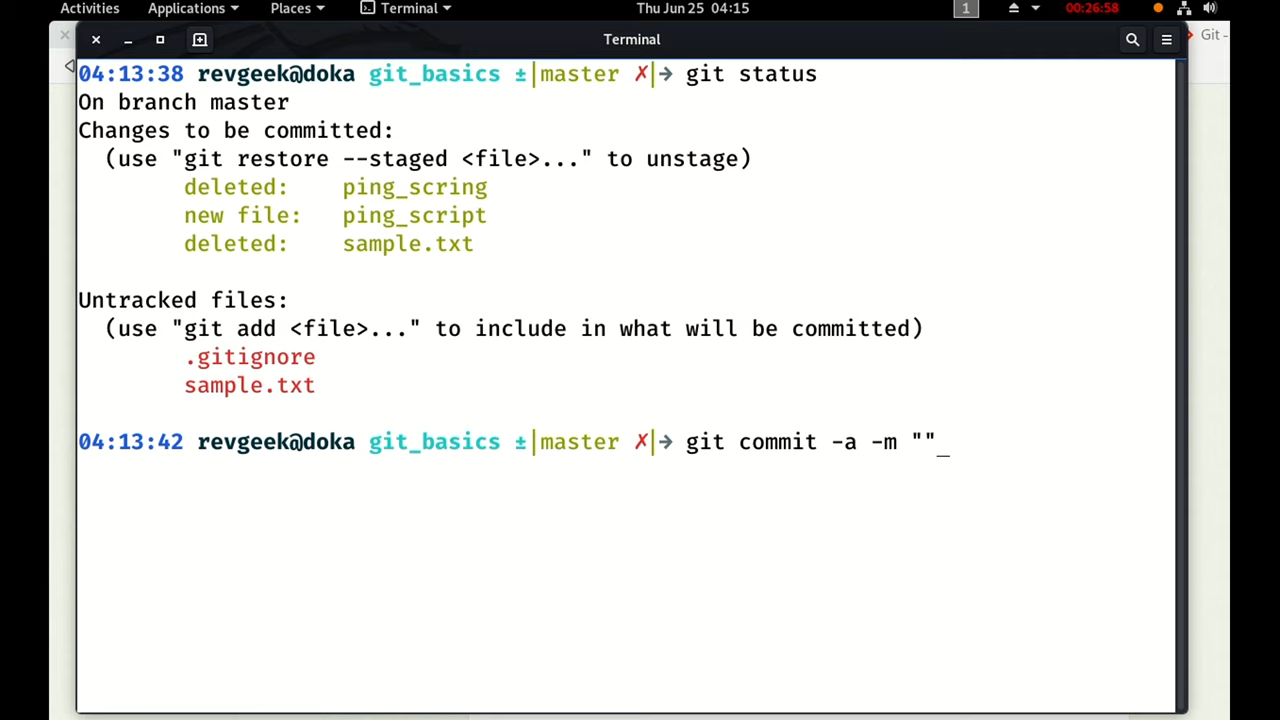 Activities Applications Places Terminal Thu Jun 25 04:15 1 00:26:58
Terminal
Git -
04:13:38 revgeek@doka git_basics ±|master ✗|→ git status
On branch master
Changes to be committed:
(use "git restore --staged <file>..." to unstage)
deleted: ping_scring
new file: ping_script
deleted: sample.txt
Untracked files:
(use "git add <file>..." to include in what will be committed)
.gitignore
sample.txt
04:13:42 revgeek@doka git_basics ±|master ✗|→ git commit -a -m ""_